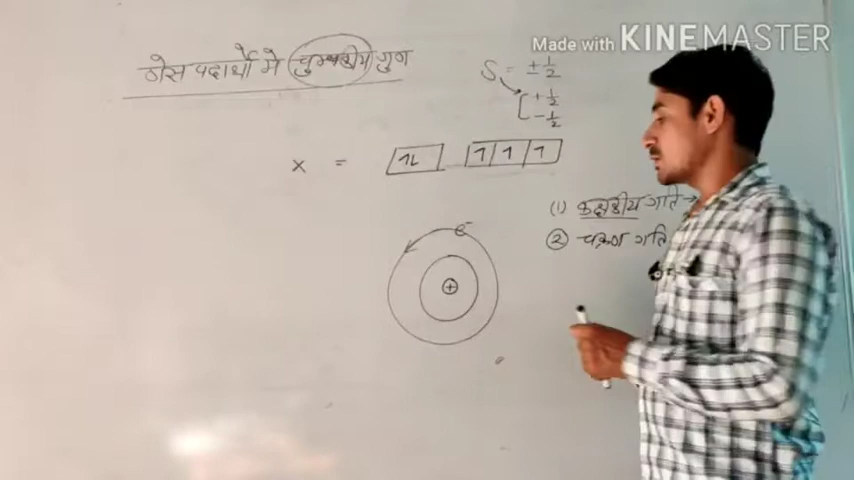 Made with KINEMASTER
ठोस पदार्थो मे चुम्बकीय गुण
S = ± 1/2
+ 1/2
- 1/2
X = 1L 1 1 1
(1) कक्षकीय गति →
② चक्रण गति
e-
+